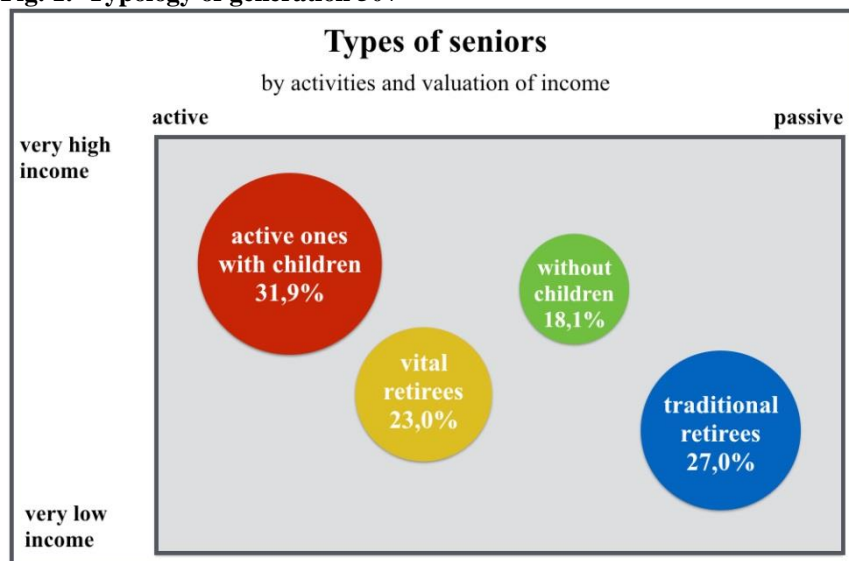 Types of seniors
by activities and valuation of income
active
passive
very high
income
active ones
with children
31,9%
without
children
18,1%
vital
retirees
23,0%
traditional
retirees
27,0%
very low
income